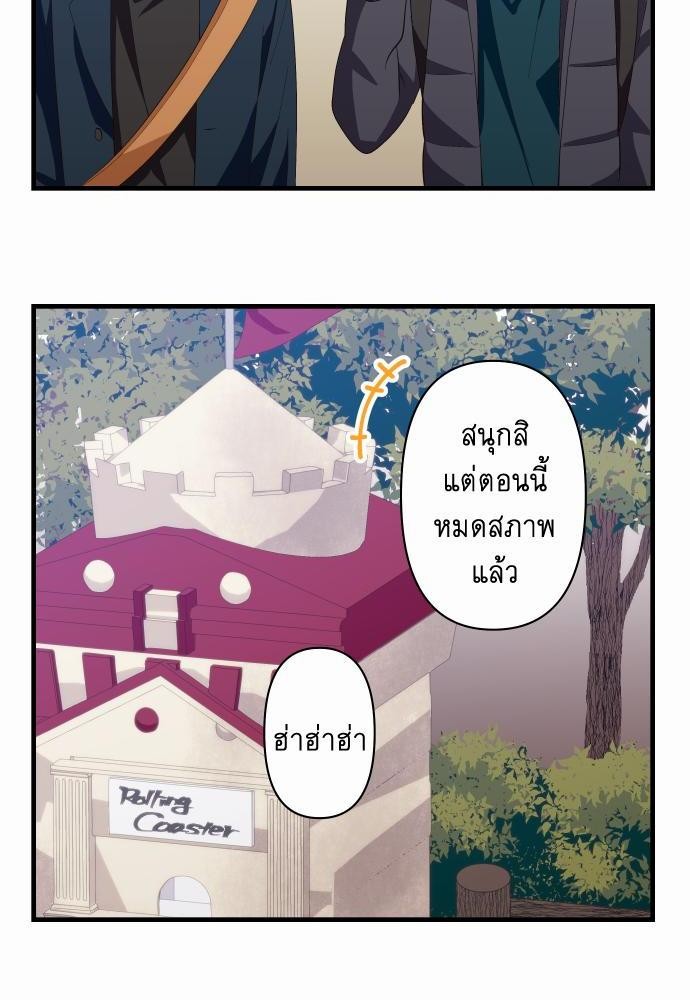 สนุกสิ
แต่ตอนนี้
หมดสภาพ
แล้ว
ฮ่าฮ่าฮ่า
Rolling
Coaster